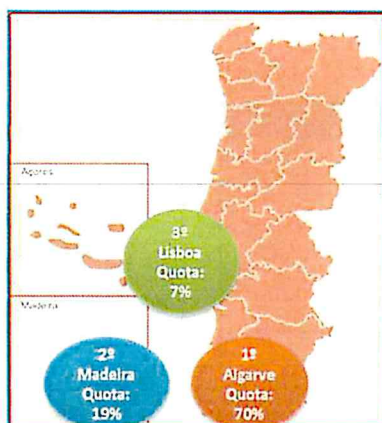 Açores
3º
Lisboa
Quota:
7%
Madeira
2º
Madeira
Quota:
19%
1º
Algarve
Quota:
70%